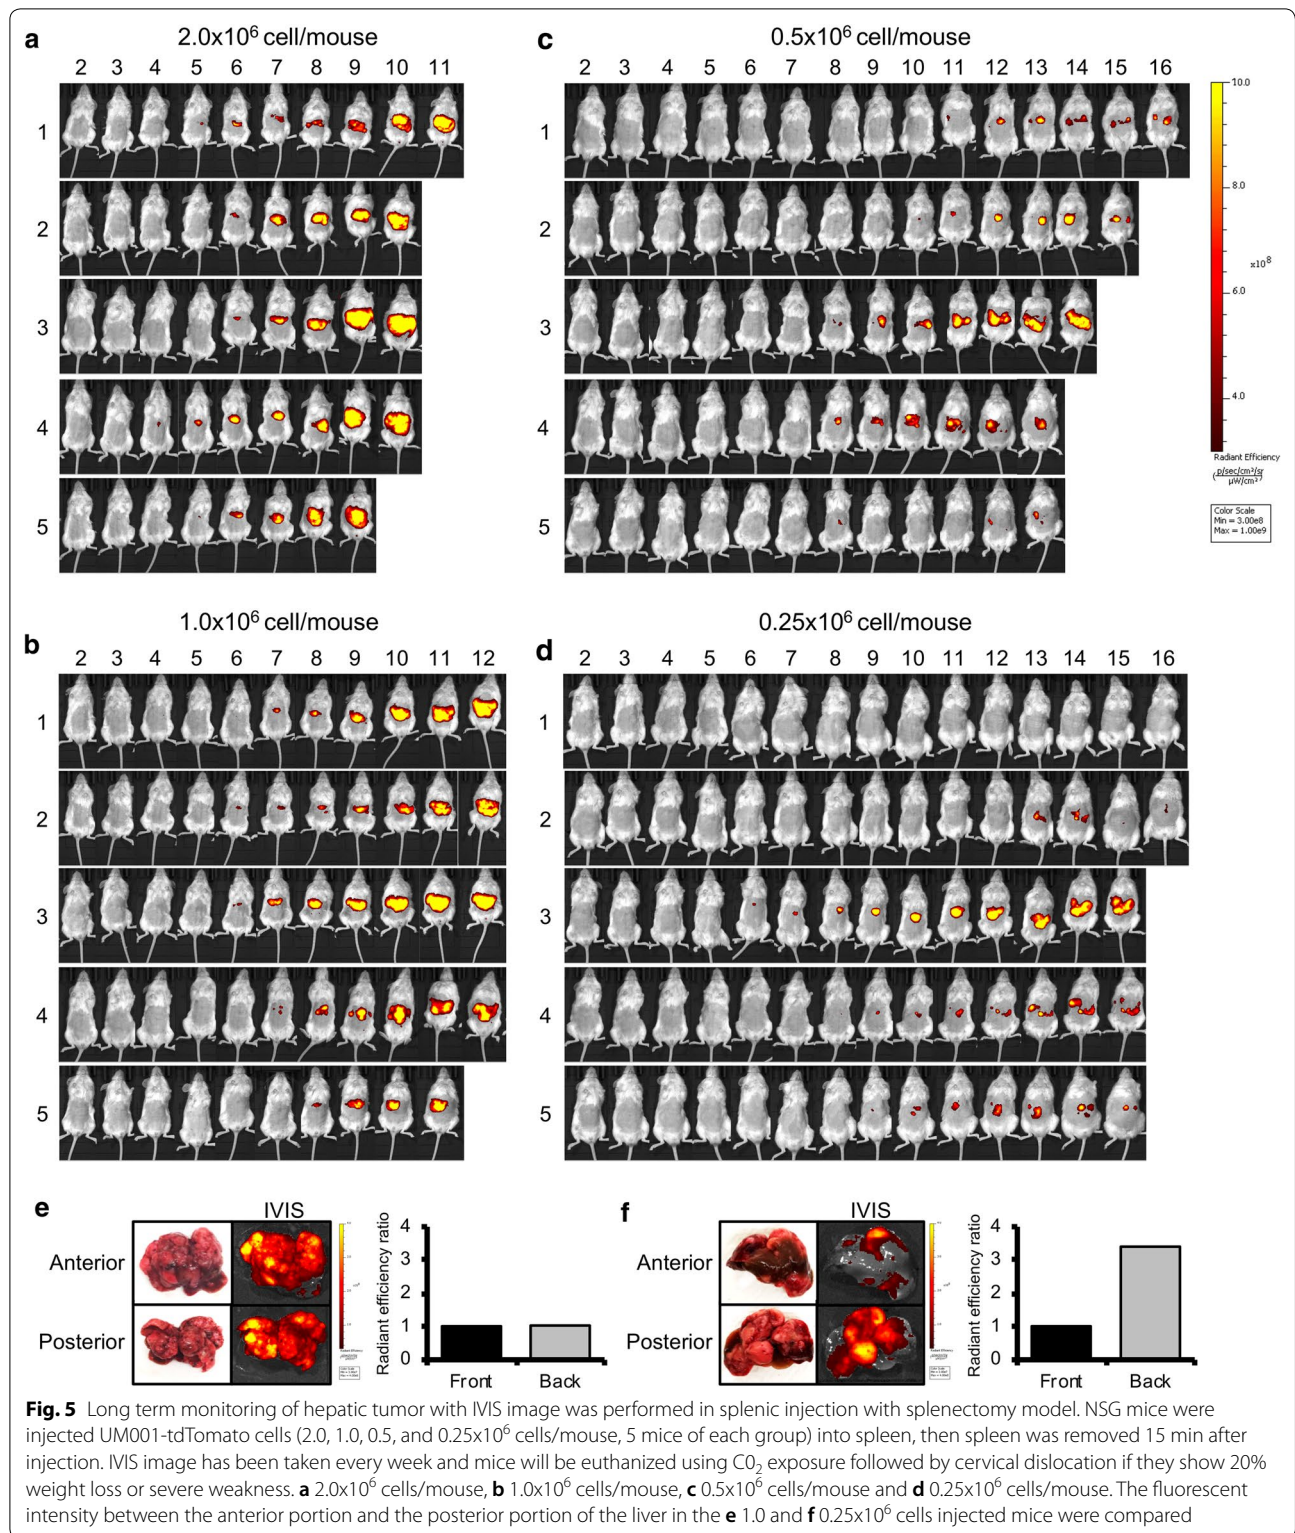 a
2.0x10⁶ cell/mouse
2 3 4 5 6 7 8 9 10 11
1
2
3
4
5
c
0.5x10⁶ cell/mouse
2 3 4 5 6 7 8 9 10 11 12 13 14 15 16
1
2
3
4
5
10.0
8.0
x10⁸
6.0
4.0
Radiant Efficiency
Color Scale
Min = 3.00e8
Max = 1.00e9
b
1.0x10⁶ cell/mouse
2 3 4 5 6 7 8 9 10 11 12
1
2
3
4
5
d
0.25x10⁶ cell/mouse
2 3 4 5 6 7 8 9 10 11 12 13 14 15 16
1
2
3
4
5
e
IVIS
Anterior
Posterior
Radiant efficiency ratio
4
3
2
1
0
Front Back
f
IVIS
Anterior
Posterior
Radiant efficiency ratio
4
3
2
1
0
Front Back
Fig. 5 Long term monitoring of hepatic tumor with IVIS image was performed in splenic injection with splenectomy model. NSG mice were
injected UM001-tdTomato cells (2.0, 1.0, 0.5, and 0.25x10⁶ cells/mouse, 5 mice of each group) into spleen, then spleen was removed 15 min after
injection. IVIS image has been taken every week and mice will be euthanized using C0₂ exposure followed by cervical dislocation if they show 20%
weight loss or severe weakness. a 2.0x10⁶ cells/mouse, b 1.0x10⁶ cells/mouse, c 0.5x10⁶ cells/mouse and d 0.25x10⁶ cells/mouse. The fluorescent
intensity between the anterior portion and the posterior portion of the liver in the e 1.0 and f 0.25x10⁶ cells injected mice were compared